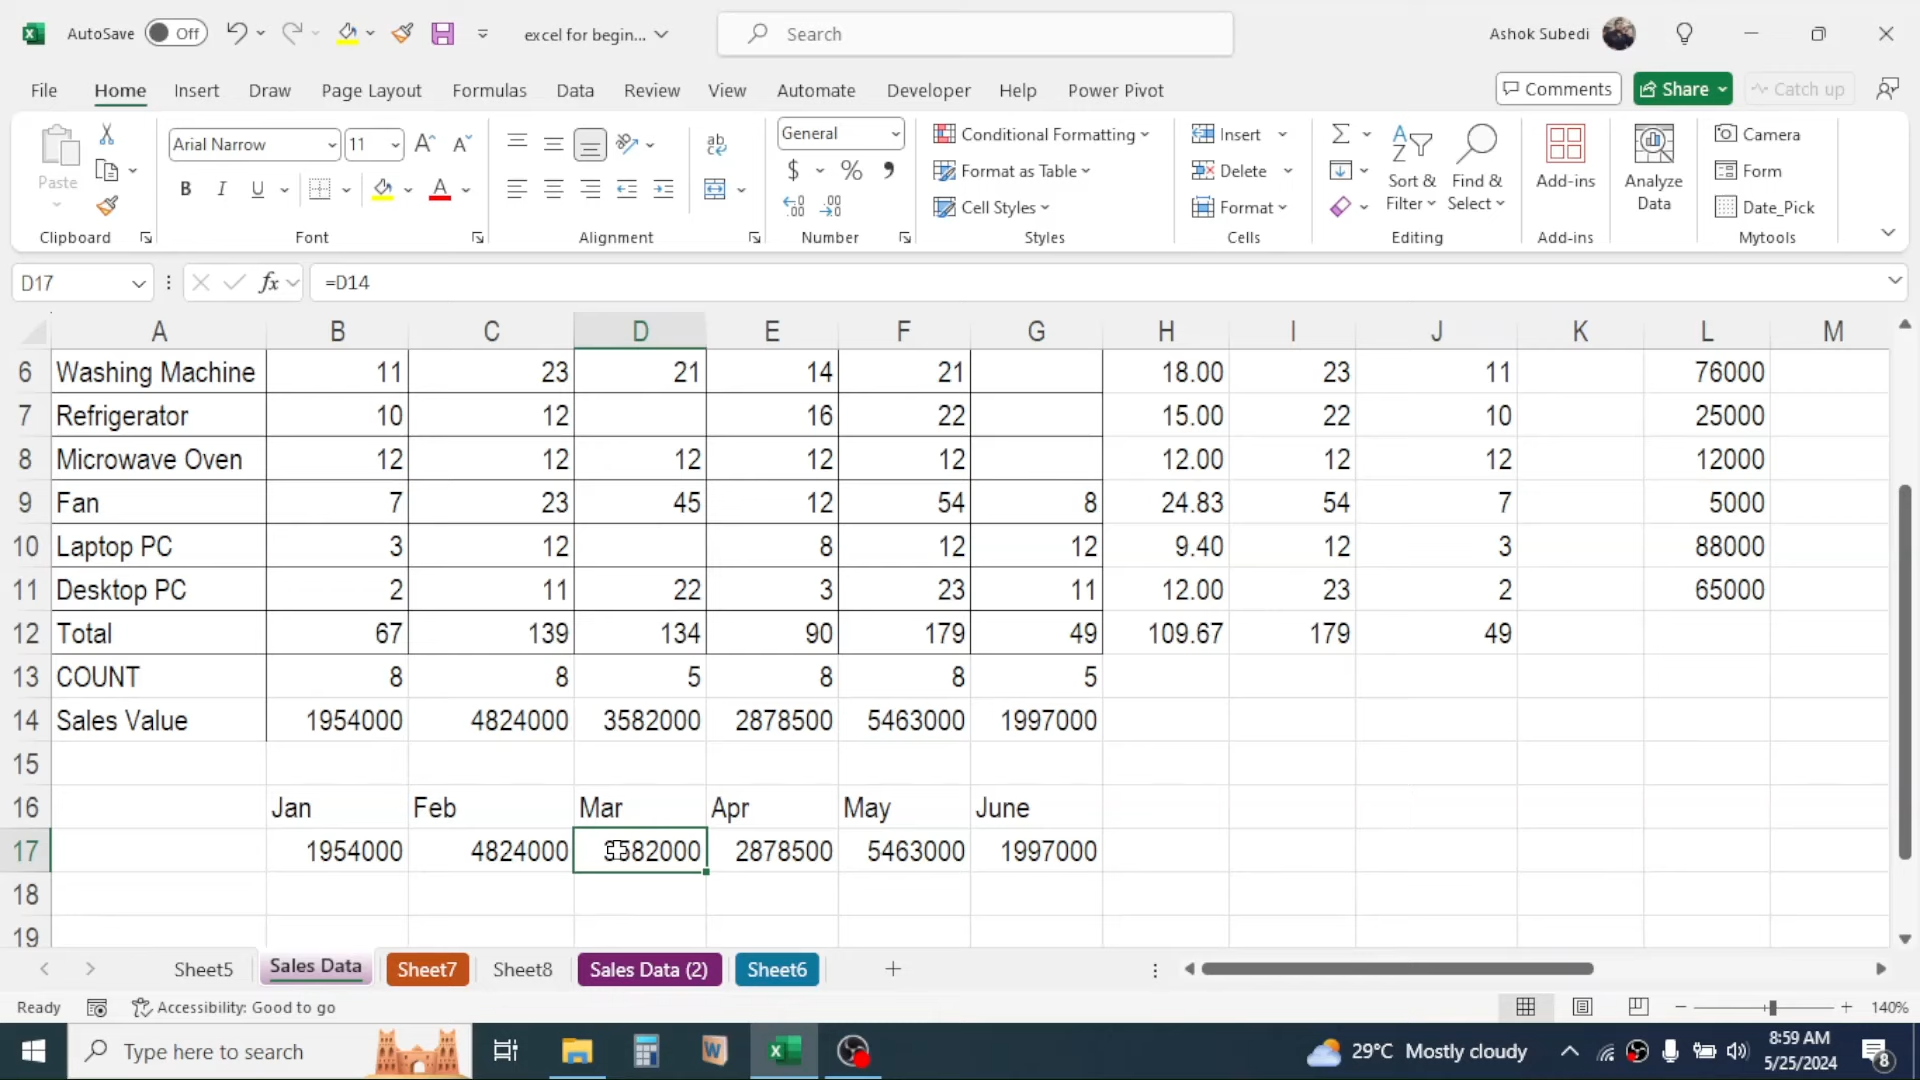 AutoSave Off excel for begin... Search Ashok Subedi
File Home Insert Draw Page Layout Formulas Data Review View Automate Developer Help Power Pivot Comments Share Catch up
Paste
Clipboard
Arial Narrow 11
B I U A
Font
ab
Alignment
General
$ % ,
Number
Conditional Formatting
Format as Table
Cell Styles
Styles
Insert
Delete
Format
Cells
Sort & Filter
Find & Select
Editing
Add-ins
Add-ins
Analyze Data
Camera
Form
Date_Pick
Mytools
D17 fx =D14
A B C D E F G H I J K L M
6 Washing Machine 11 23 21 14 21 18.00 23 11 76000
7 Refrigerator 10 12 16 22 15.00 22 10 25000
8 Microwave Oven 12 12 12 12 12 12.00 12 12 12000
9 Fan 7 23 45 12 54 8 24.83 54 7 5000
10 Laptop PC 3 12 8 12 12 9.40 12 3 88000
11 Desktop PC 2 11 22 3 23 11 12.00 23 2 65000
12 Total 67 139 134 90 179 49 109.67 179 49
13 COUNT 8 8 5 8 8 5
14 Sales Value 1954000 4824000 3582000 2878500 5463000 1997000
15
16 Jan Feb Mar Apr May June
17 1954000 4824000 3582000 2878500 5463000 1997000
18
19
Sheet5 Sales Data Sheet7 Sheet8 Sales Data (2) Sheet6
Ready Accessibility: Good to go 140%
Type here to search 29°C Mostly cloudy 8:59 AM
5/25/2024 8